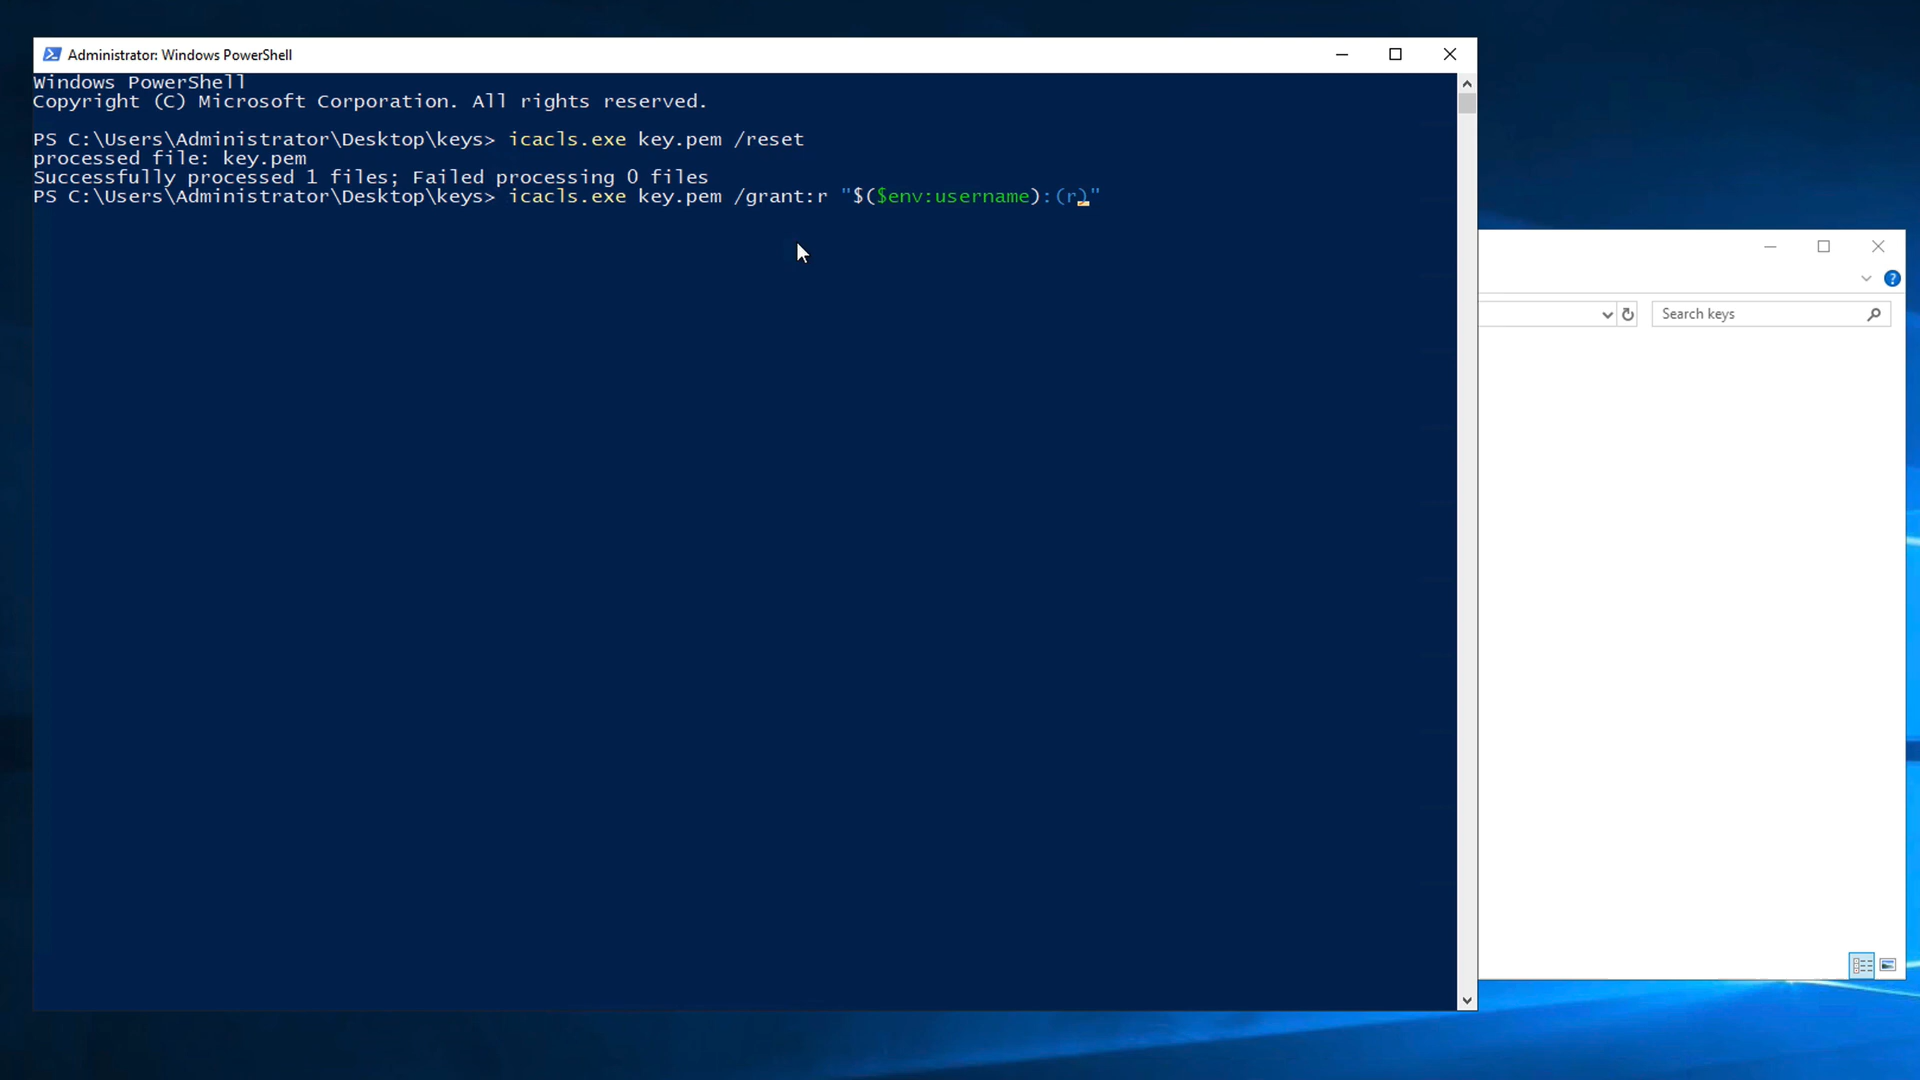 Administrator: Windows PowerShell
Windows PowerShell
Copyright (C) Microsoft Corporation. All rights reserved.
PS C:\Users\Administrator\Desktop\keys> icacls.exe key.pem /reset
processed file: key.pem
Successfully processed 1 files; Failed processing 0 files
PS C:\Users\Administrator\Desktop\keys> icacls.exe key.pem /grant:r "$($env:username):(r)"
Search keys